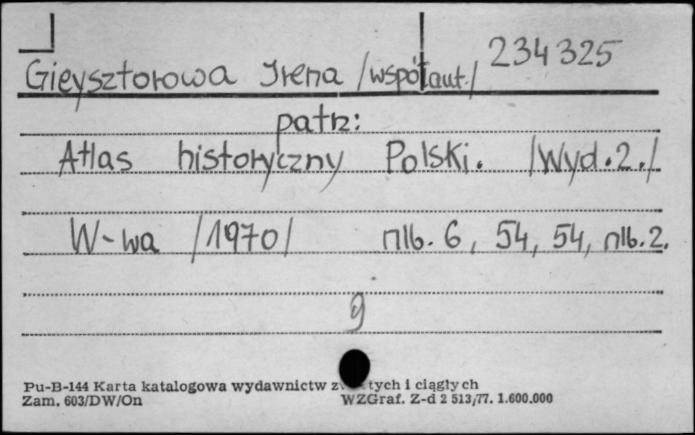 234325
Gieysztorowa Irena /współaut./
patrz:
Atlas historyczny Polski. /Wyd.2./
W-wa /1970/ nlb. 6, 54, 54, nlb. 2.
g
Pu-B-144 Karta katalogowa wydawnictw tych i ciągłych
Zam. 603/DW/On WZGraf. Z-d 2 513/77. 1.600.000